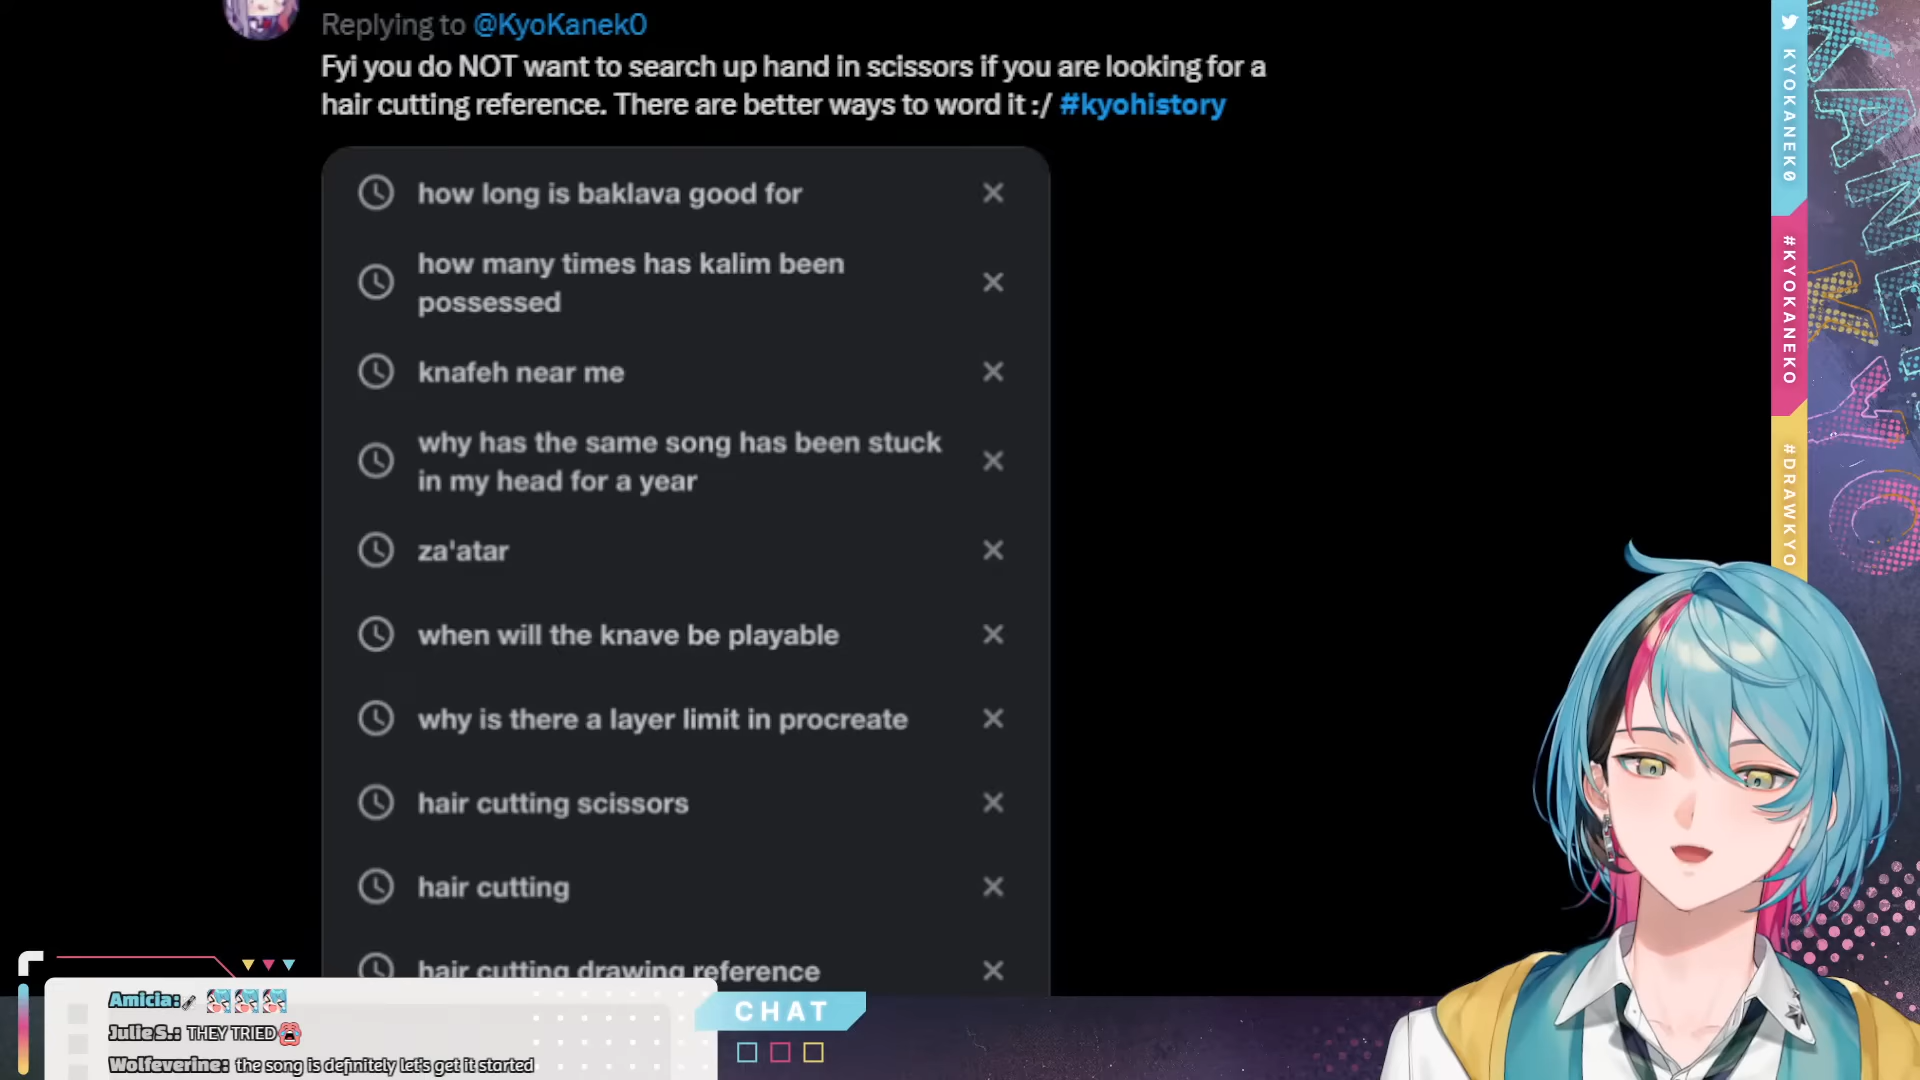 Replying to @KyoKanek0
Fyi you do NOT want to search up hand in scissors if you are looking for a
hair cutting reference. There are better ways to word it :/ #kyohistory
how long is baklava good for
how many times has kalim been
possessed
knafeh near me
why has the same song has been stuck
in my head for a year
za'atar
when will the knave be playable
why is there a layer limit in procreate
hair cutting scissors
hair cutting
hair cutting drawing reference
Amicia:
Julie S.: THEY TRIED
Wolfeverine: the song is definitely let's get it started
CHAT
KYOKANEK0
#KYOKANEKO
#DRAWKYO
KANE
KYO